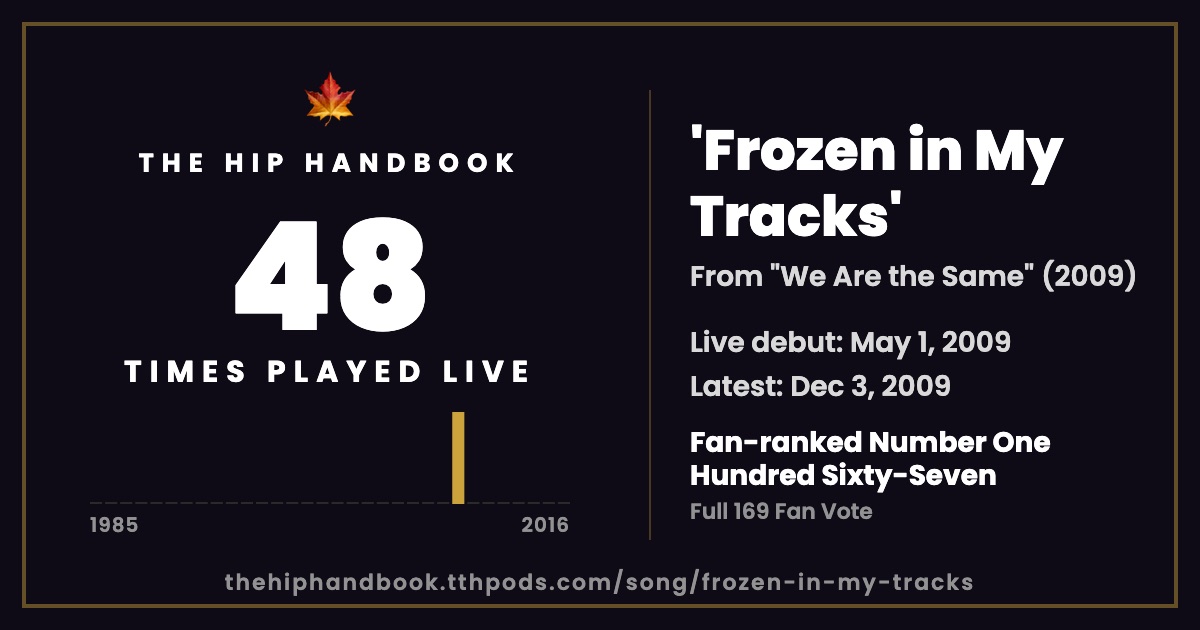 THE HIP HANDBOOK
48
TIMES PLAYED LIVE
1985
2016
'Frozen in My
Tracks'
From "We Are the Same" (2009)
Live debut: May 1, 2009
Latest: Dec 3, 2009
Fan-ranked Number One
Hundred Sixty-Seven
Full 169 Fan Vote
thehiphandbook.tthpods.com/song/frozen-in-my-tracks